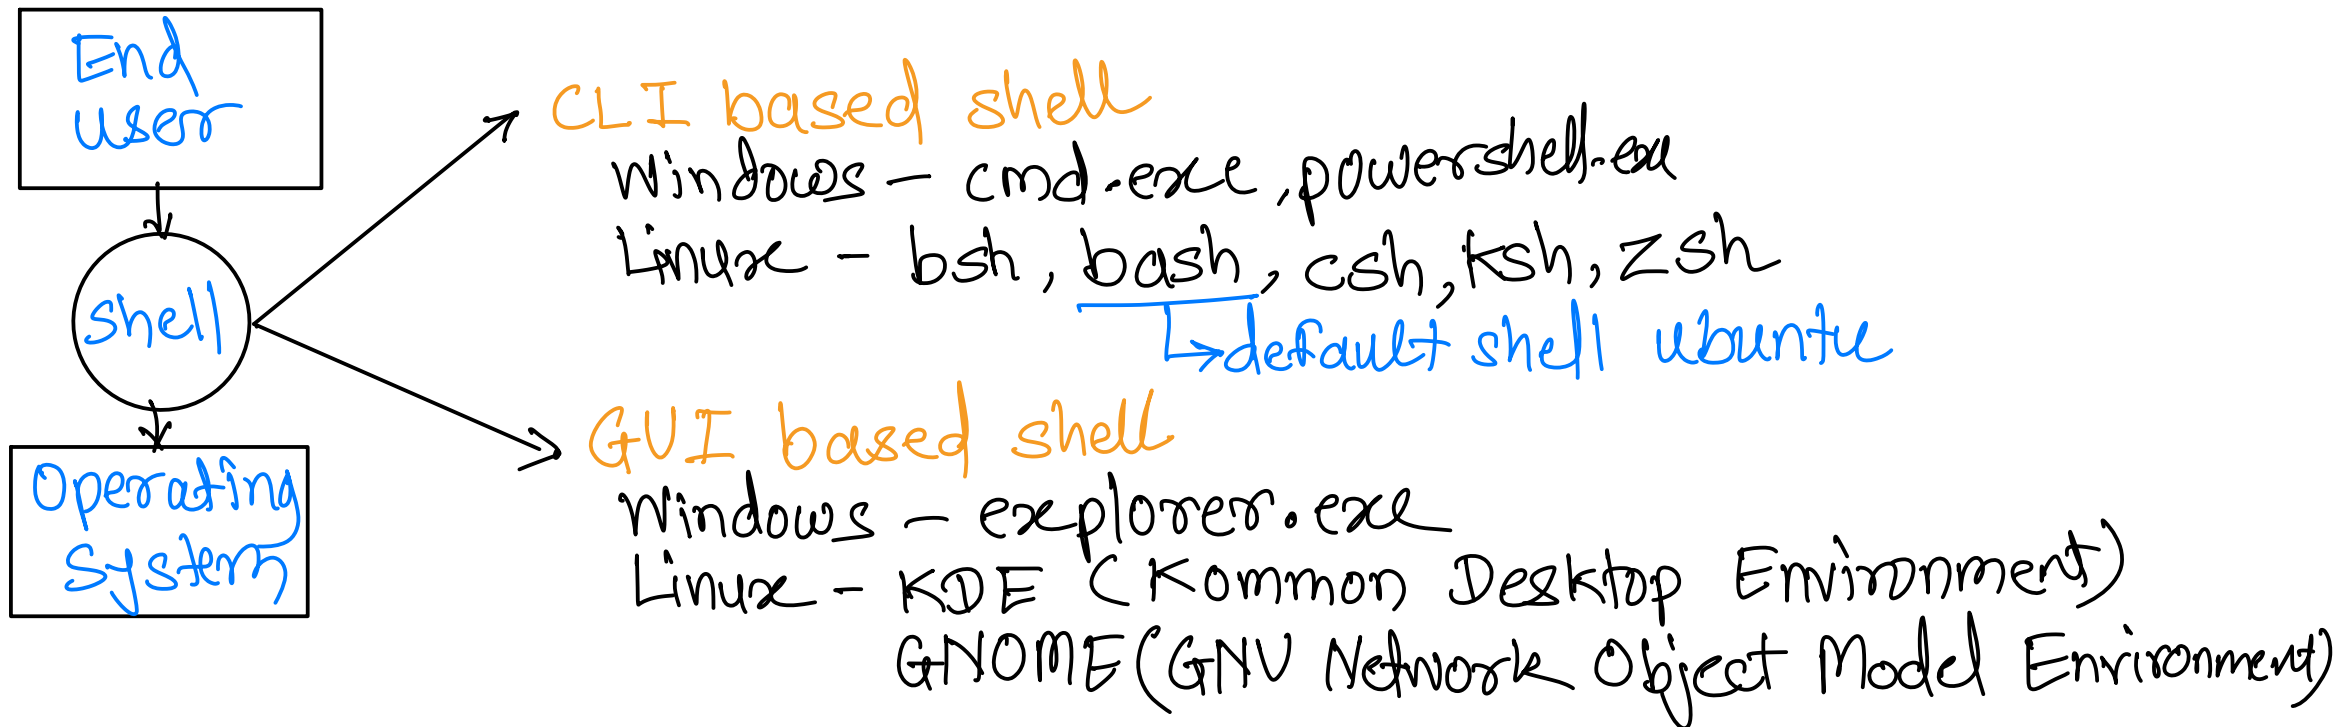 End
user
shell
Operating
System
CLI based shell
Windows - cmd.exe, powershell.exe
Linux - bsh, bash, csh, ksh, zsh
default shell ubuntu
GUI based shell
Windows - explorer.exe
Linux - KDE (Kommon Desktop Environment)
GNOME (GNU Network Object Model Environment)